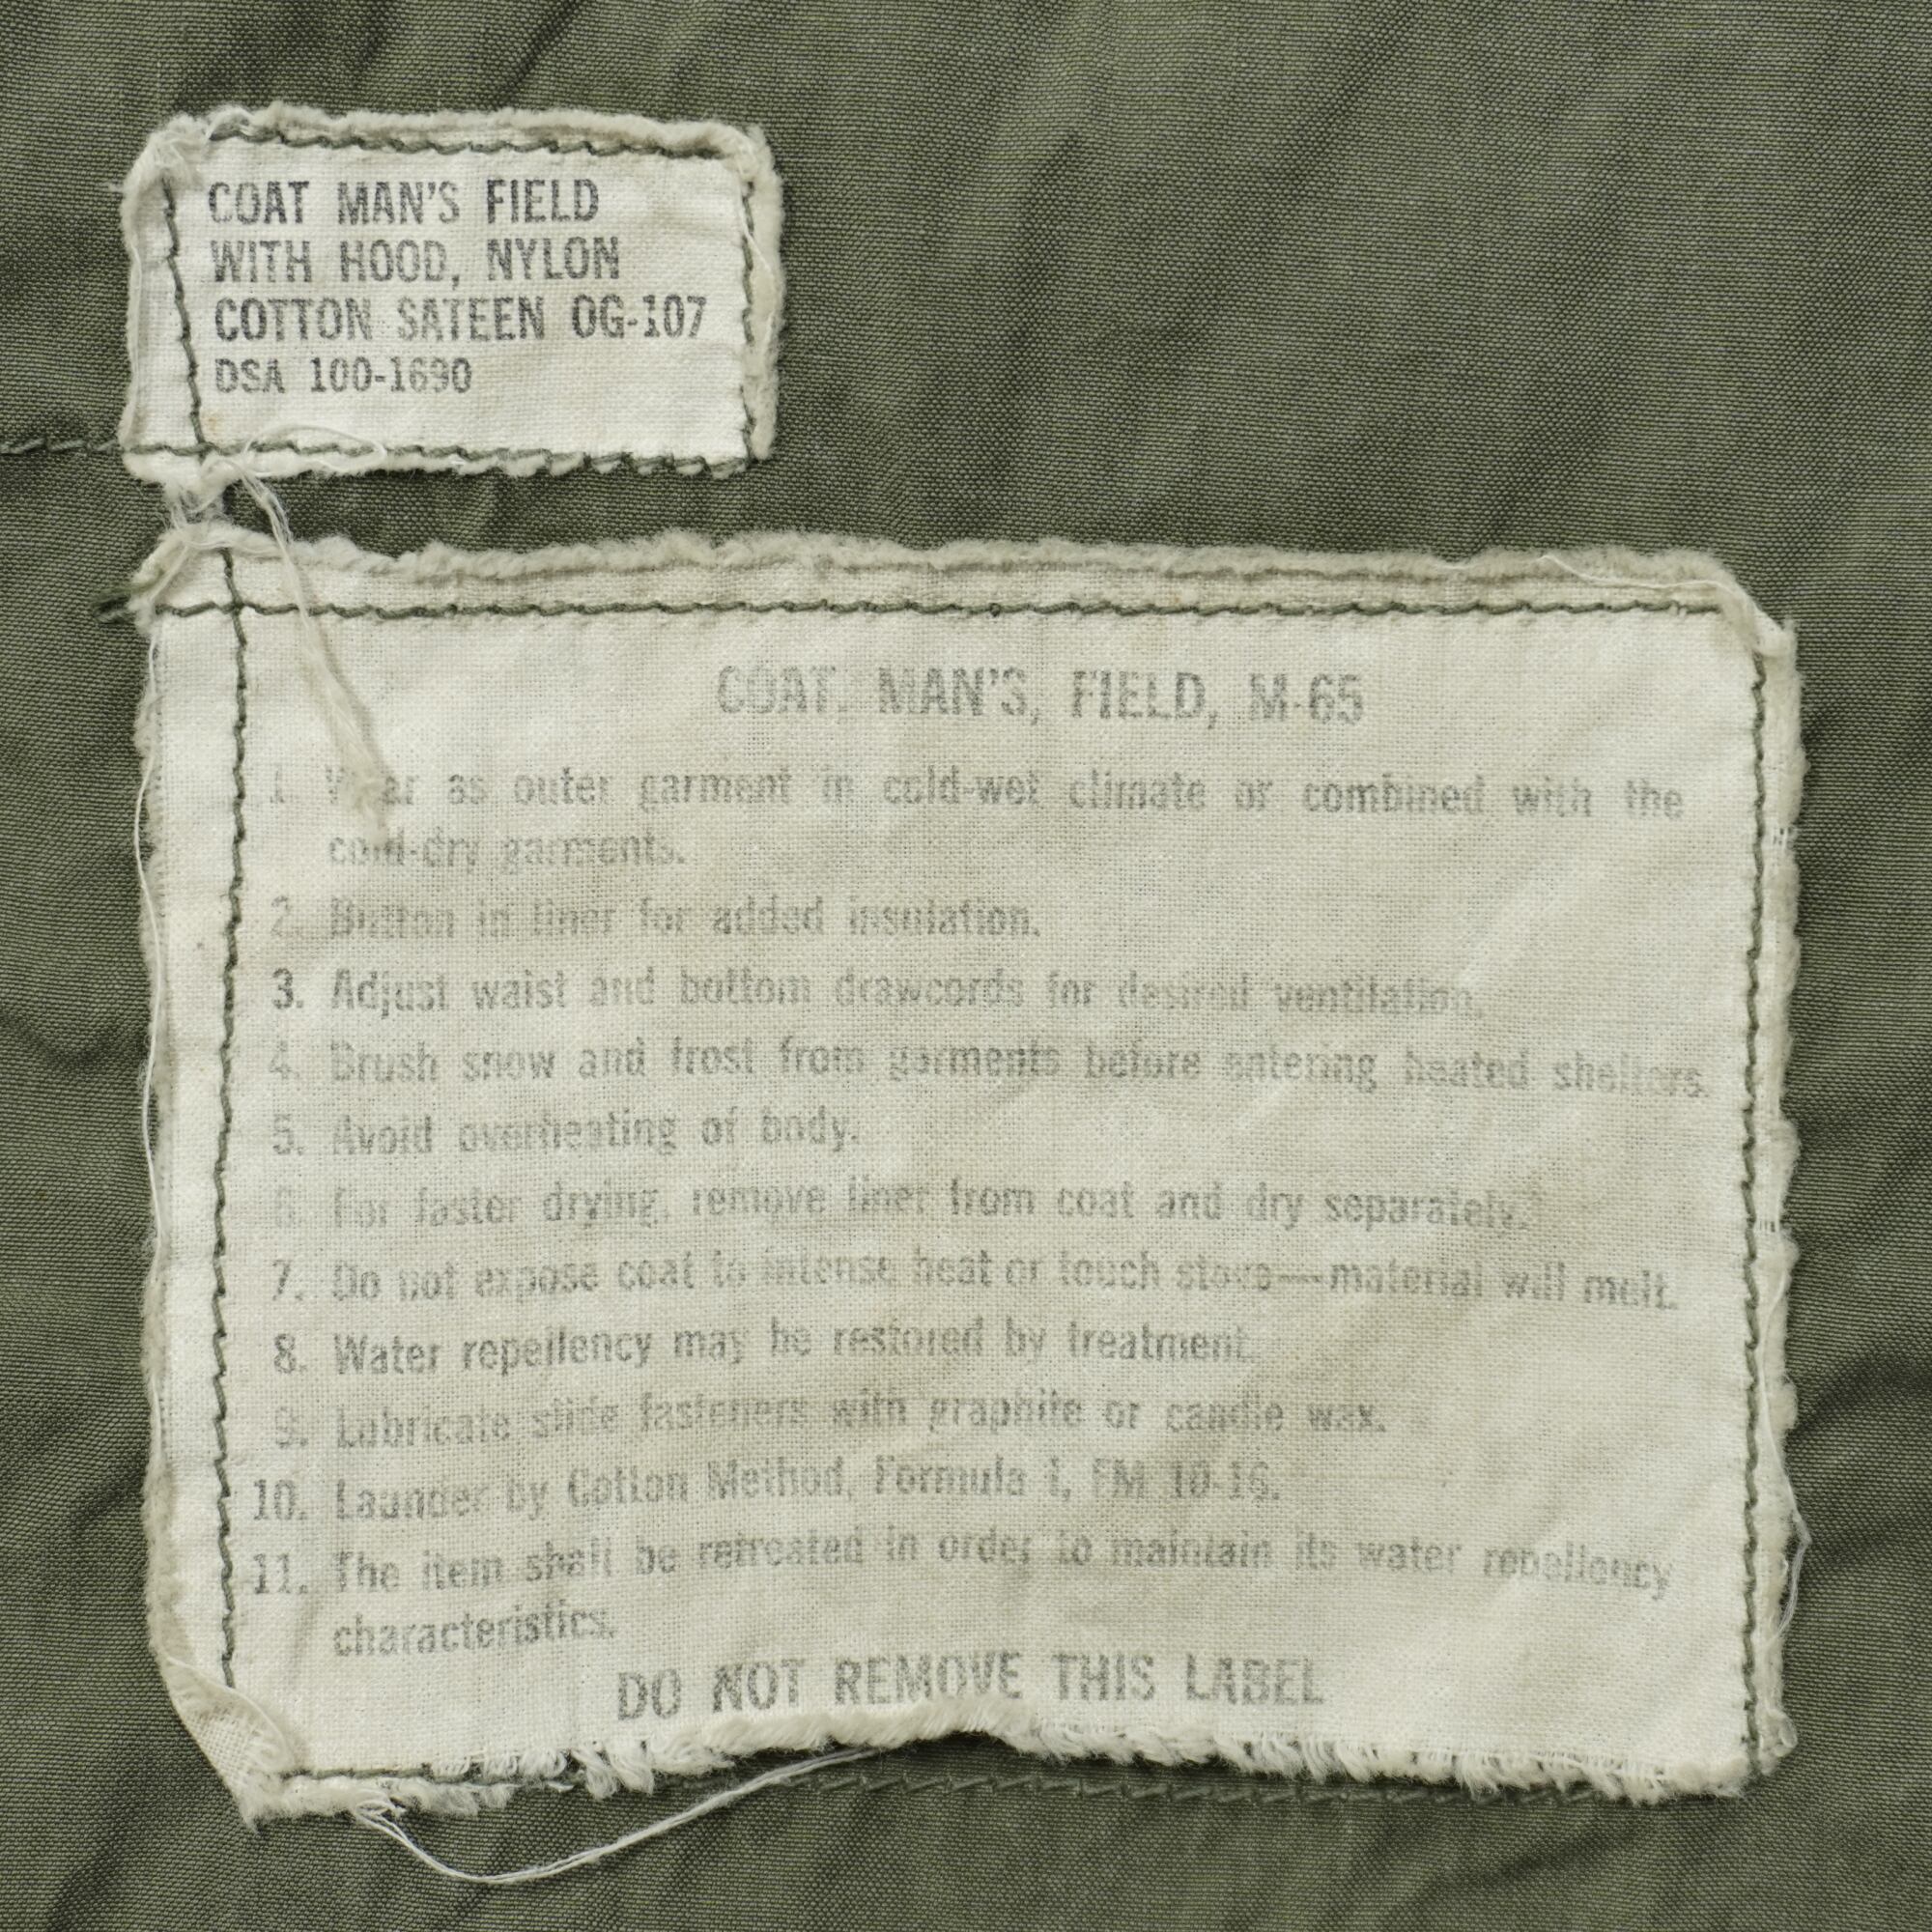 COAT MAN'S FIELD
WITH HOOD, NYLON
COTTON SATEEN OG-107
DSA 100-1690
COAT, MAN'S, FIELD, M-65
1. Wear as outer garment in cold-wet climate or combined with the
cold-dry garments.
2. Button in liner for added insulation.
3. Adjust waist and bottom drawcords for desired ventilation.
4. Brush snow and frost from garments before entering heated shelters.
5. Avoid overheating of body.
6. For faster drying, remove liner from coat and dry separately.
7. Do not expose coat to intense heat or touch stove—material will melt.
8. Water repellency may be restored by treatment.
9. Lubricate slide fasteners with graphite or candle wax.
10. Launder by Cotton Method, Formula I, FM 10-16.
11. The item shall be retreated in order to maintain its water repellency
characteristics.
DO NOT REMOVE THIS LABEL